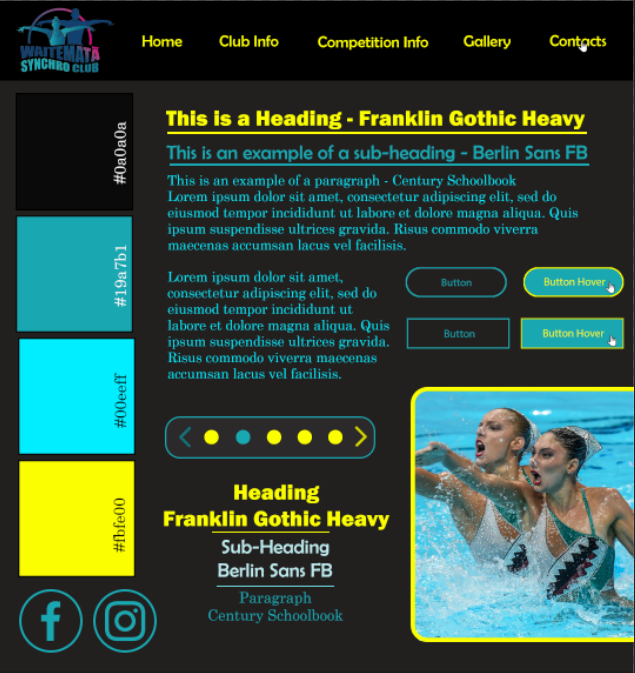 WAITEMATA
SYNCHRO CLUB
Home Club Info Competition Info Gallery Contacts
#0a0a0a
#19a7b1
#00eeff
#fbfe00
This is a Heading - Franklin Gothic Heavy
This is an example of a sub-heading - Berlin Sans FB
This is an example of a paragraph - Century Schoolbook
Lorem ipsum dolor sit amet, consectetur adipiscing elit, sed do
eiusmod tempor incididunt ut labore et dolore magna aliqua. Quis
ipsum suspendisse ultrices gravida. Risus commodo viverra
maecenas accumsan lacus vel facilisis.
Lorem ipsum dolor sit amet,
consectetur adipiscing elit, sed do
eiusmod tempor incididunt ut
labore et dolore magna aliqua. Quis
ipsum suspendisse ultrices gravida.
Risus commodo viverra maecenas
accumsan lacus vel facilisis.
Button Button Hover
Button Button Hover
Heading
Franklin Gothic Heavy
Sub-Heading
Berlin Sans FB
Paragraph
Century Schoolbook